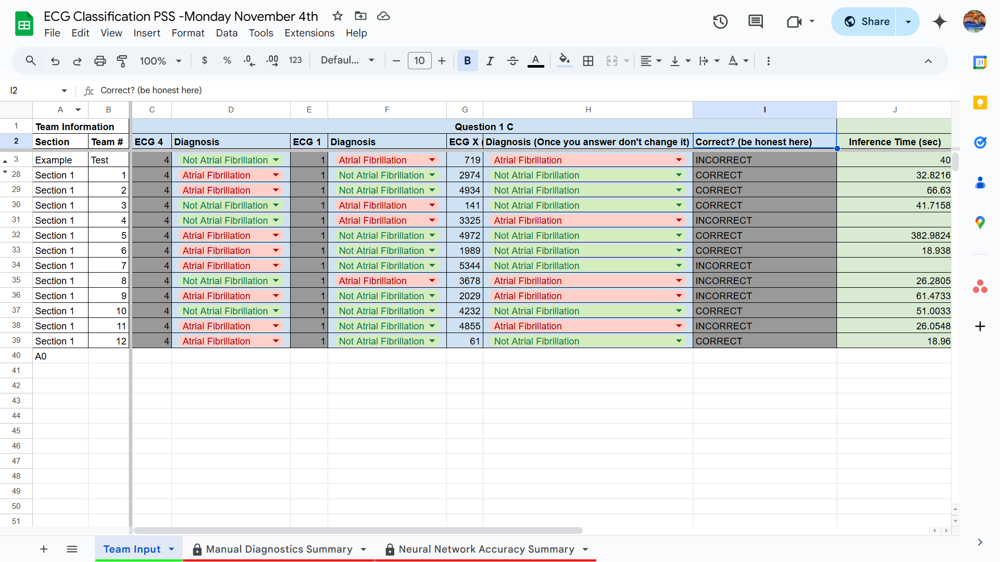 ECG Classification PSS -Monday November 4th
File Edit View Insert Format Data Tools Extensions Help
Share
100% $ % .0 .00 123 Defaul... 10 B I S A
I2 fx Correct? (be honest here)
A B C D E F G H I J
1 Team Information Question 1 C
2 Section Team # ECG 4 Diagnosis ECG 1 Diagnosis ECG X ( Diagnosis (Once you answer don't change it) Correct? (be honest here) Inference Time (sec)
3 Example Test 4 Not Atrial Fibrillation 1 Atrial Fibrillation 719 Atrial Fibrillation INCORRECT 40
28 Section 1 1 4 Atrial Fibrillation 1 Not Atrial Fibrillation 2974 Not Atrial Fibrillation CORRECT 32.8216
29 Section 1 2 4 Atrial Fibrillation 1 Not Atrial Fibrillation 4934 Not Atrial Fibrillation CORRECT 66.63
30 Section 1 3 4 Not Atrial Fibrillation 1 Atrial Fibrillation 141 Not Atrial Fibrillation CORRECT 41.7158
31 Section 1 4 4 Not Atrial Fibrillation 1 Atrial Fibrillation 3325 Atrial Fibrillation INCORRECT
32 Section 1 5 4 Atrial Fibrillation 1 Not Atrial Fibrillation 4972 Not Atrial Fibrillation CORRECT 382.9824
33 Section 1 6 4 Atrial Fibrillation 1 Not Atrial Fibrillation 1989 Not Atrial Fibrillation CORRECT 18.938
34 Section 1 7 4 Atrial Fibrillation 1 Not Atrial Fibrillation 5344 Not Atrial Fibrillation INCORRECT
35 Section 1 8 4 Not Atrial Fibrillation 1 Atrial Fibrillation 3678 Atrial Fibrillation INCORRECT 26.2805
36 Section 1 9 4 Atrial Fibrillation 1 Not Atrial Fibrillation 2029 Atrial Fibrillation INCORRECT 61.4733
37 Section 1 10 4 Not Atrial Fibrillation 1 Not Atrial Fibrillation 4232 Not Atrial Fibrillation CORRECT 51.0033
38 Section 1 11 4 Atrial Fibrillation 1 Not Atrial Fibrillation 4855 Atrial Fibrillation INCORRECT 26.0548
39 Section 1 12 4 Atrial Fibrillation 1 Not Atrial Fibrillation 61 Not Atrial Fibrillation CORRECT 18.96
40 A0
41
42
43
44
45
46
47
48
49
50
51
Team Input Manual Diagnostics Summary Neural Network Accuracy Summary
31